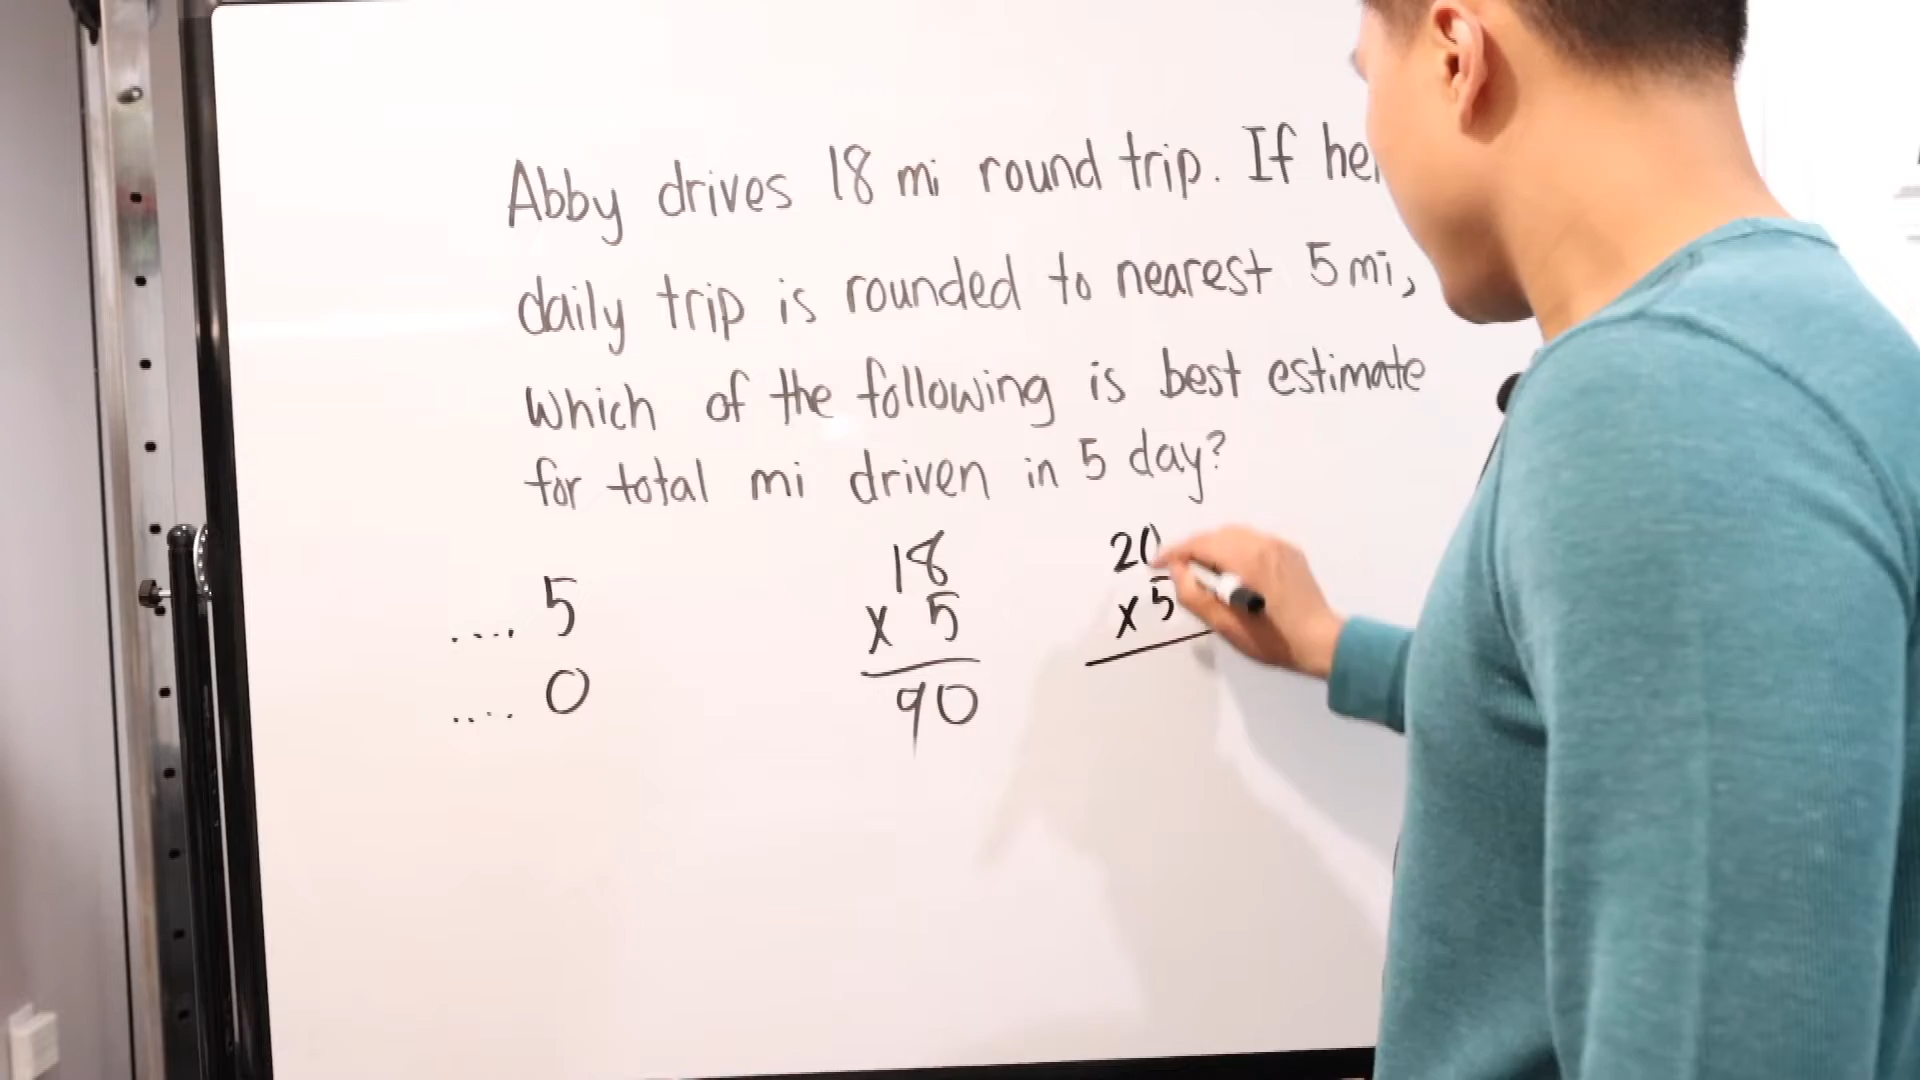 Abby drives 18 mi round trip. If
daily trip is rounded to nearest 5 mi,
Which of the following is best estimate
for total mi driven in 5 day?
.... 5
.... 0
18
x 5
90
20
x 5